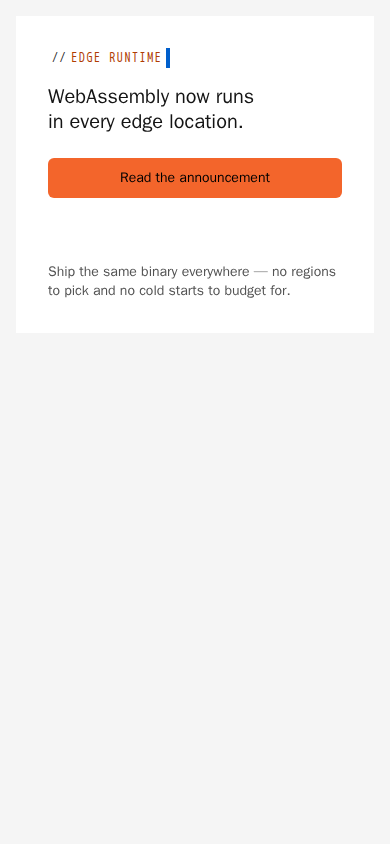 // EDGE RUNTIME
WebAssembly now runs
in every edge location.
Read the announcement
Ship the same binary everywhere — no regions
to pick and no cold starts to budget for.